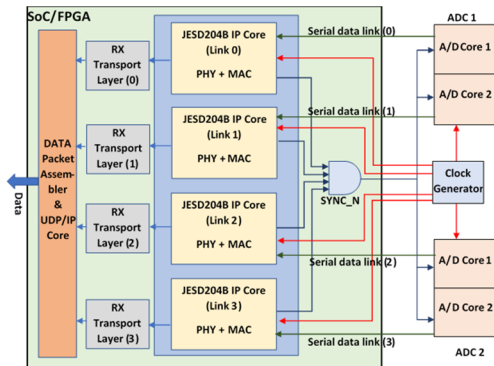 SoC/FPGA
ADC 1
JESD204B IP Core
(Link 0)
PHY + MAC
RX
Transport
Layer (0)
Serial data link (0)
A/D Core 1
A/D Core 2
JESD204B IP Core
(Link 1)
PHY + MAC
RX
Transport
Layer (1)
Serial data link (1)
DATA
Packet
Assem-
bler
&
UDP/IP
Core
Data
SYNC_N
Clock
Generator
JESD204B IP Core
(Link 2)
PHY + MAC
RX
Transport
Layer (2)
Serial data link (2)
A/D Core1
A/D Core 2
JESD204B IP Core
(Link 3)
PHY + MAC
RX
Transport
Layer (3)
Serial data link (3)
ADC 2